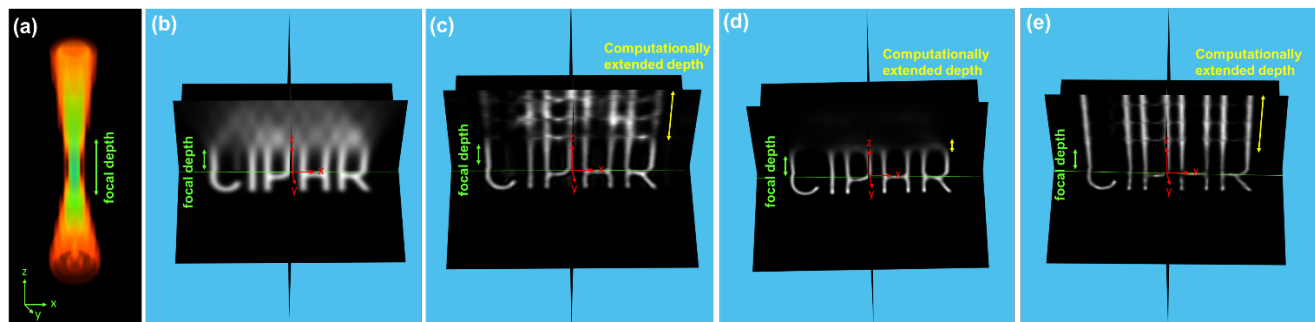 (a)
focal depth
z
x
y
(b)
focal depth
x
y
CIPHR
(c)
Computationally
extended depth
focal depth
z
x
y
CIPHR
(d)
Computationally
extended depth
focal depth
z
x
y
CIPHR
(e)
Computationally
extended depth
focal depth
x
y
CIPHR